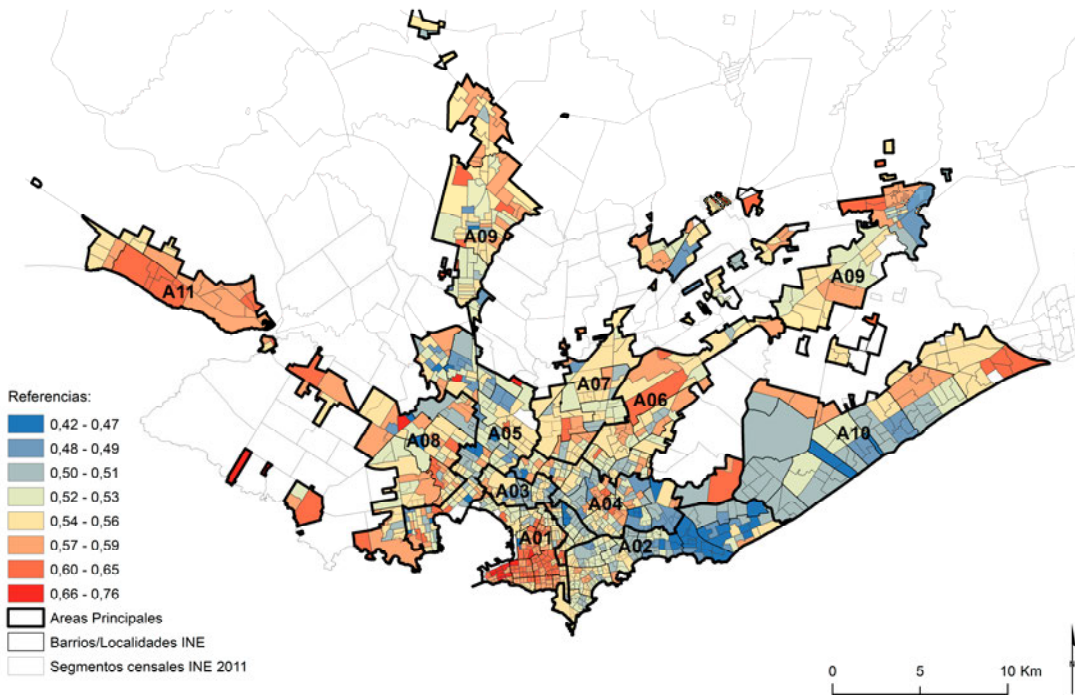 A09
A09
A11
A07
A06
A10
A08
A05
A03
A04
A01
A02
Referencias:
0,42 - 0,47
0,48 - 0,49
0,50 - 0,51
0,52 - 0,53
0,54 - 0,56
0,57 - 0,59
0,60 - 0,65
0,66 - 0,76
Areas Principales
Barrios/Localidades INE
Segmentos censales INE 2011
0 5 10 Km
N